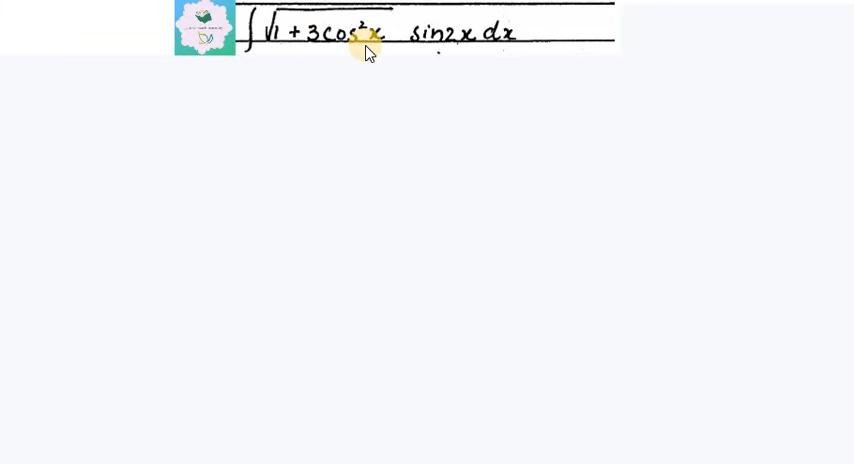 ∫ √1 + 3cos²x sin2x dx